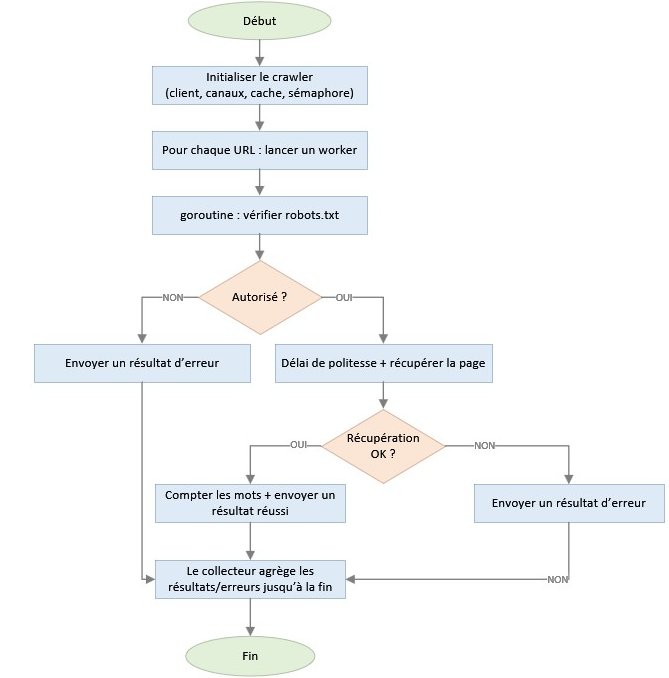 Début
Initialiser le crawler
(client, canaux, cache, sémaphore)
Pour chaque URL : lancer un worker
goroutine : vérifier robots.txt
Autorisé ?
NON
OUI
Envoyer un résultat d’erreur
Délai de politesse + récupérer la page
Récupération
OK ?
OUI
NON
Compter les mots + envoyer un
résultat réussi
Envoyer un résultat d’erreur
Le collecteur agrège les
résultats/erreurs jusqu’à la fin
NON
Fin